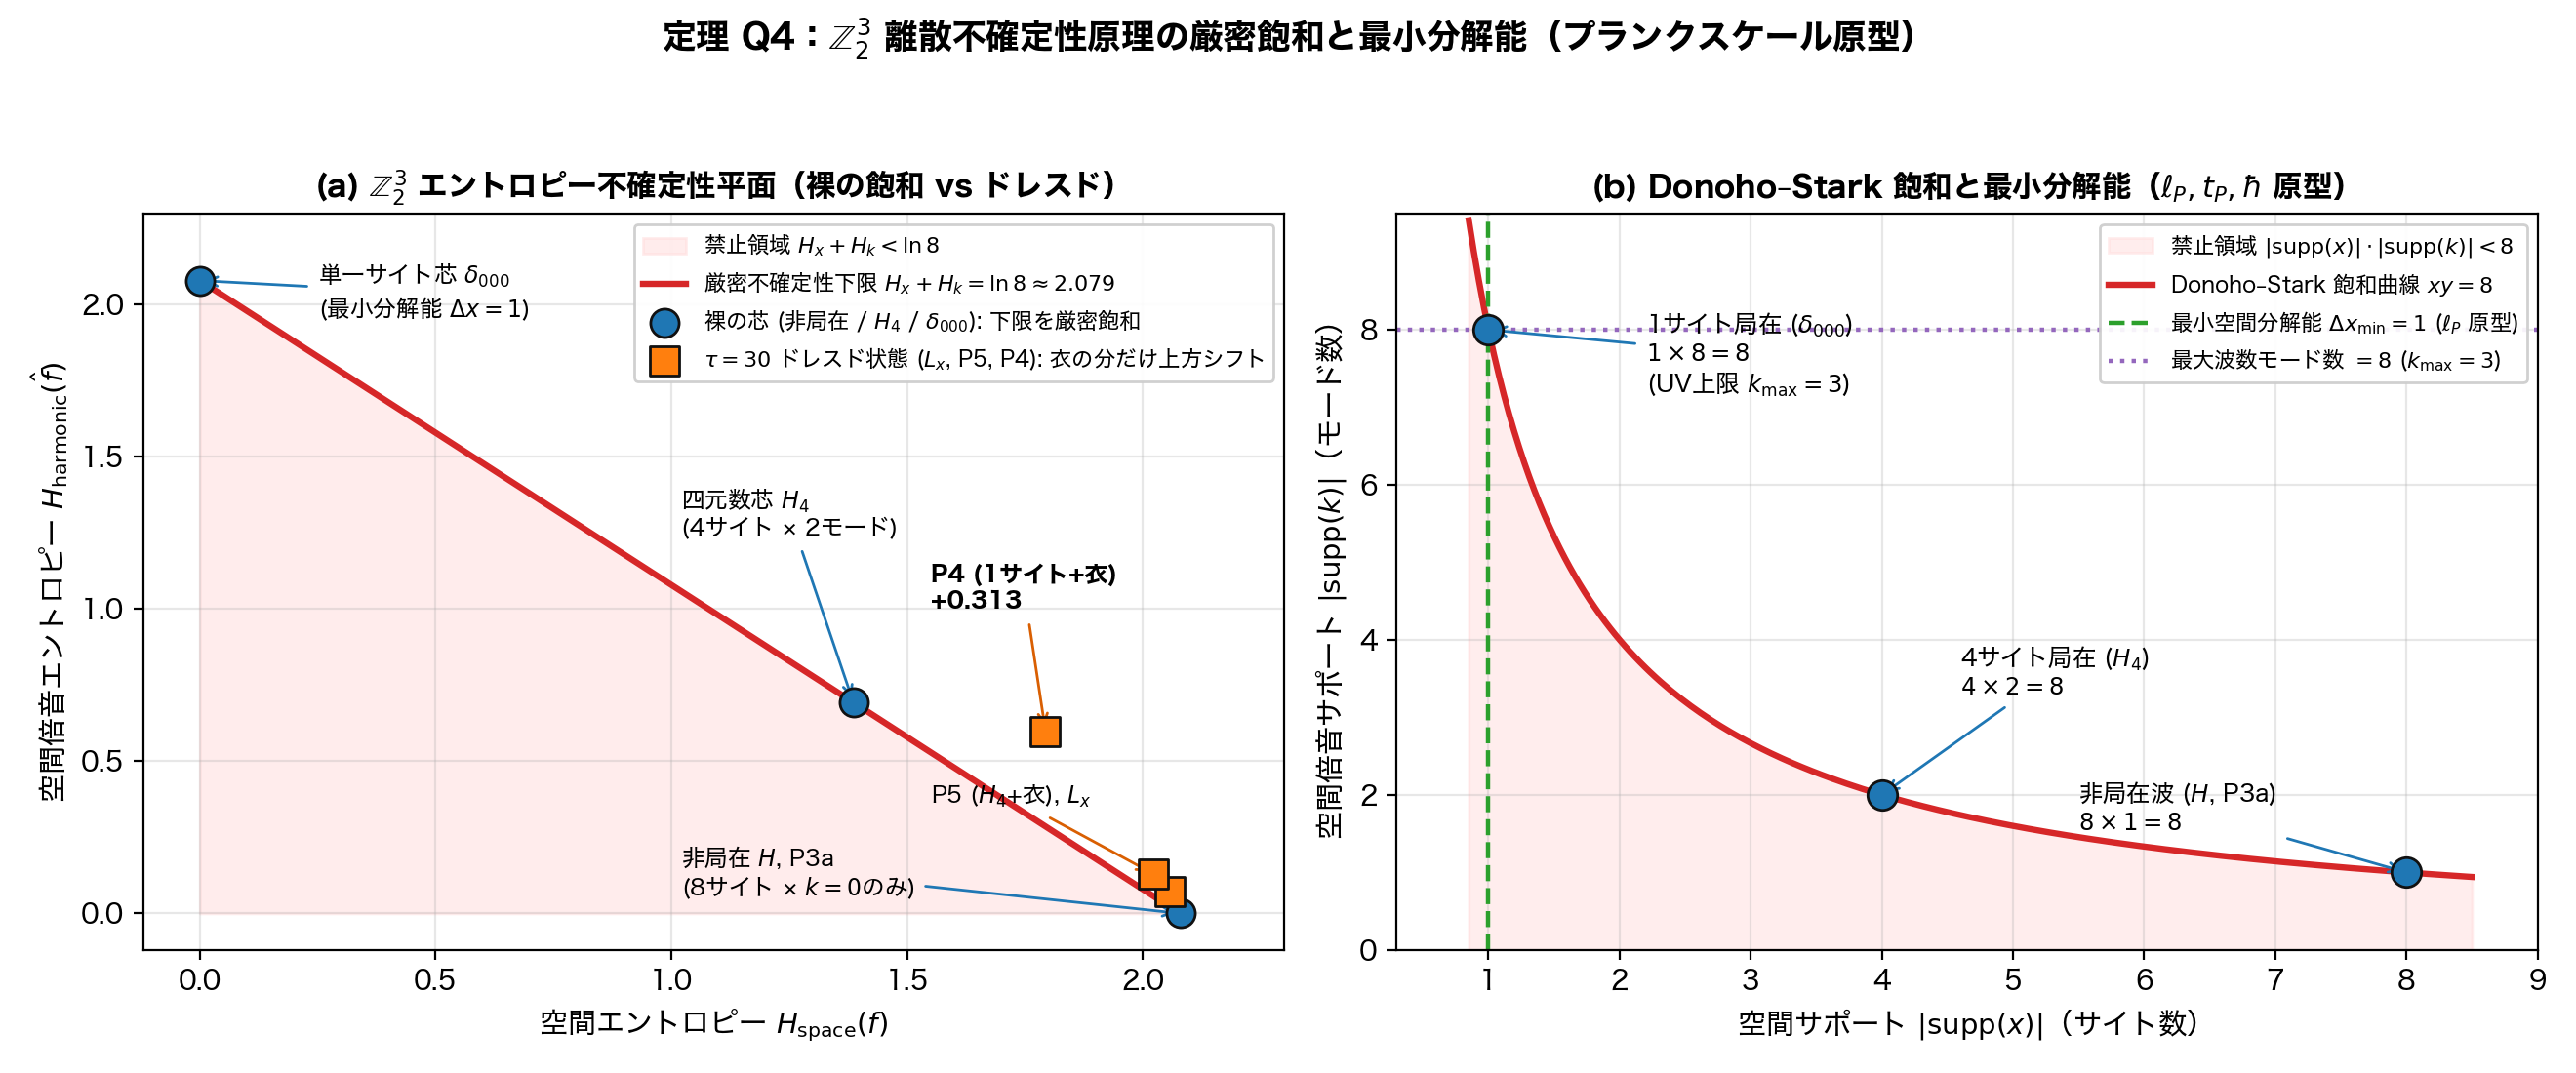 定理 Q4：ℤ₂³ 離散不確定性原理の厳密飽和と最小分解能（プランクスケール原型）
(a) ℤ₂³ エントロピー不確定性平面（裸の飽和 vs ドレスド）
空間倍音エントロピー H_harmonic(f̂)
2.0
1.5
1.0
0.5
0.0
禁止領域 Hₓ + Hₖ < ln 8
厳密不確定性下限 Hₓ + Hₖ = ln 8 ≈ 2.079
裸の芯 (非局在 / H₄ / δ₀₀₀): 下限を厳密飽和
τ = 30 ドレスド状態 (Lₓ, P5, P4): 衣の分だけ上方シフト
単一サイト芯 δ₀₀₀
(最小分解能 Δx = 1)
四元数芯 H₄
(4サイト × 2モード)
P4 (1サイト+衣)
+0.313
P5 (H₄+衣), Lₓ
非局在 H, P3a
(8サイト × k = 0のみ)
0.0 0.5 1.0 1.5 2.0
空間エントロピー H_space(f)
(b) Donoho–Stark 飽和と最小分解能（ℓ_P, t_P, ħ 原型）
空間倍音サポート |supp(k)|（モード数）
8
6
4
2
0
禁止領域 |supp(x)| · |supp(k)| < 8
Donoho–Stark 飽和曲線 xy = 8
最小空間分解能 Δx_min = 1 (ℓ_P 原型)
最大波数モード数 = 8 (k_max = 3)
1サイト局在 (δ₀₀₀)
1 × 8 = 8
(UV上限 k_max = 3)
4サイト局在 (H₄)
4 × 2 = 8
非局在波 (H, P3a)
8 × 1 = 8
1 2 3 4 5 6 7 8 9
空間サポート |supp(x)|（サイト数）